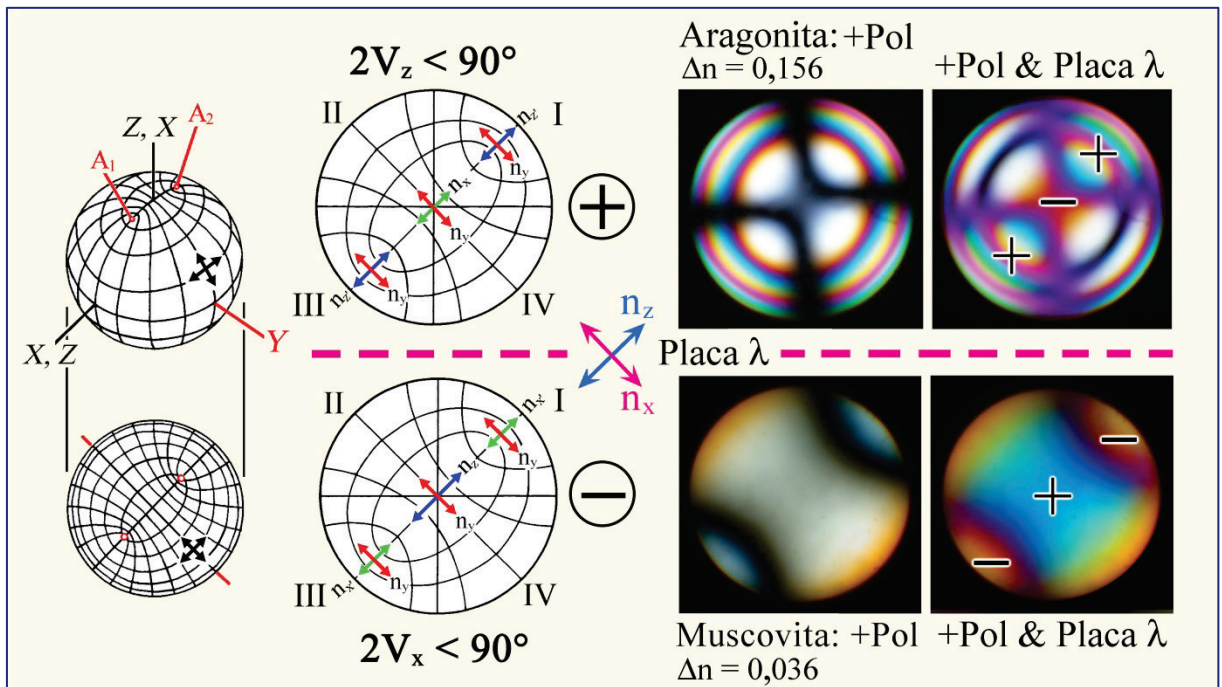 Z, X
A₁
A₂
Y
X, Z
2V_z < 90°
II
I
III
IV
n_z'
n_y
n_x
n_y
n_z'
n_y
+
Aragonita: +Pol
Δn = 0,156
+Pol & Placa λ
+
−
+
n_z
Placa λ
n_x
II
I
III
IV
n_x'
n_y
n_z
n_y
n_x'
n_y
−
2V_x < 90°
−
+
−
Muscovita: +Pol
Δn = 0,036
+Pol & Placa λ